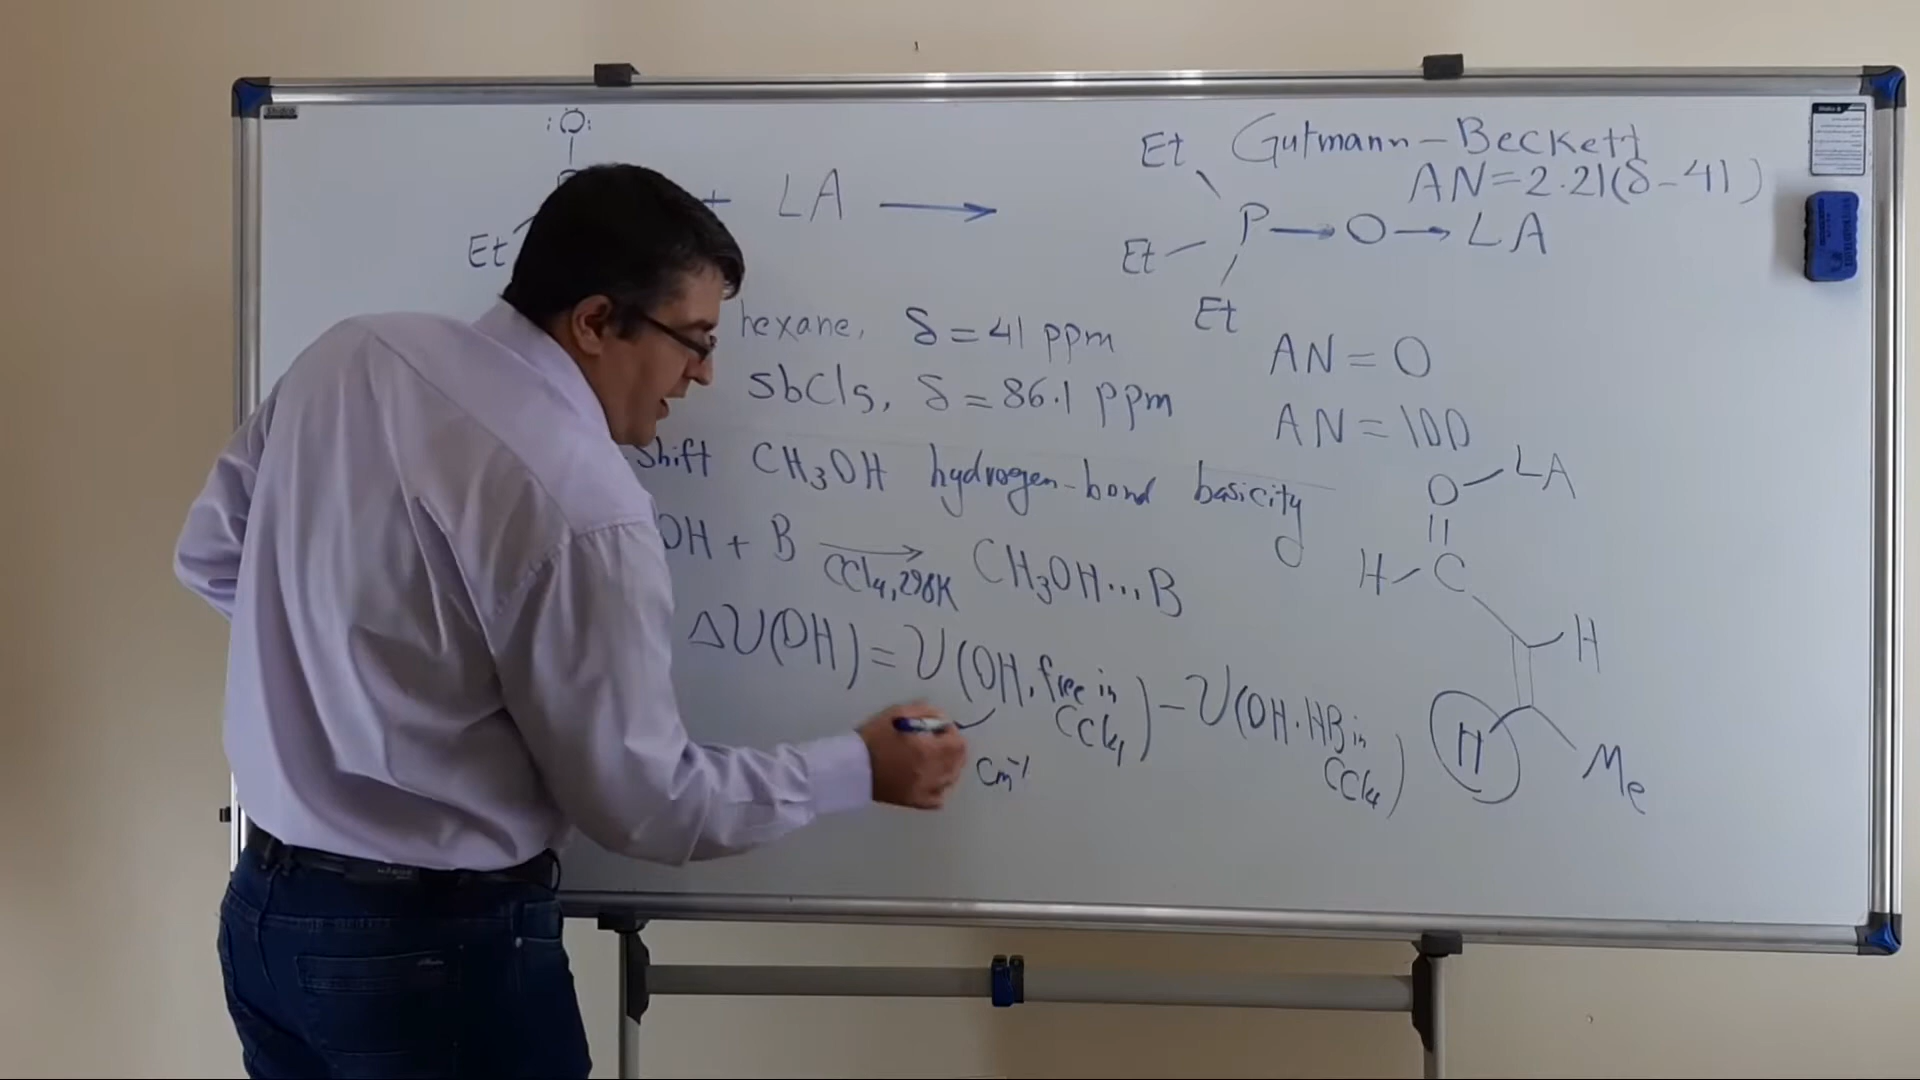 :O:
Et + LA ⟶
Gutmann-Beckett
AN=2.21(δ-41)
Et
Et P→O→LA
Et
hexane, δ=41 ppm AN=0
SbCl5, δ=86.1 ppm AN=100
shift CH3OH hydrogen-bond basicity
OH + B ⟶ CH3OH...B
CCl4, 298K
ΔU(OH)=U(OH, free in CCl4)-U(OH.HB in CCl4)
cm-1
O-LA
H-C
H
H
Me